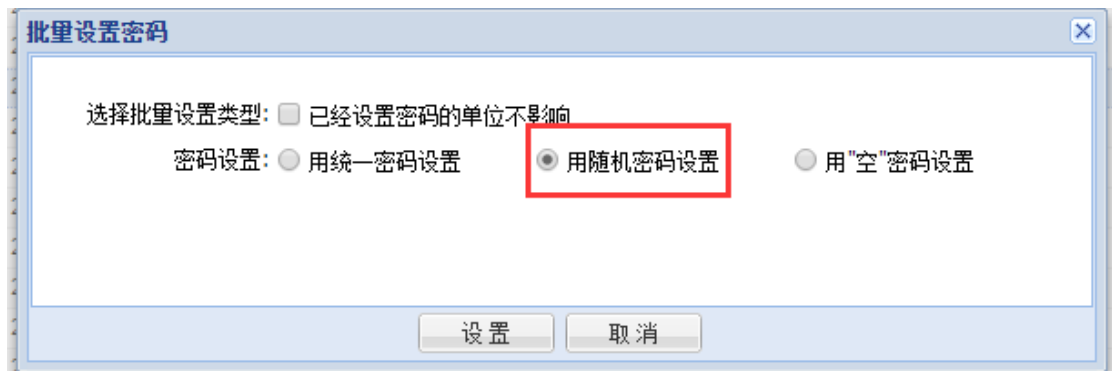 批量设置密码
选择批量设置类型: 已经设置密码的单位不影响
密码设置: 用统一密码设置 用随机密码设置 用"空"密码设置
设置 取消